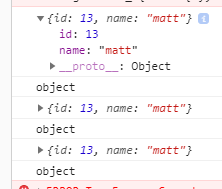 ▼{id: 13, name: "matt"} i
id: 13
name: "matt"
▶__proto__: Object
object
▶{id: 13, name: "matt"}
object
▶{id: 13, name: "matt"}
object